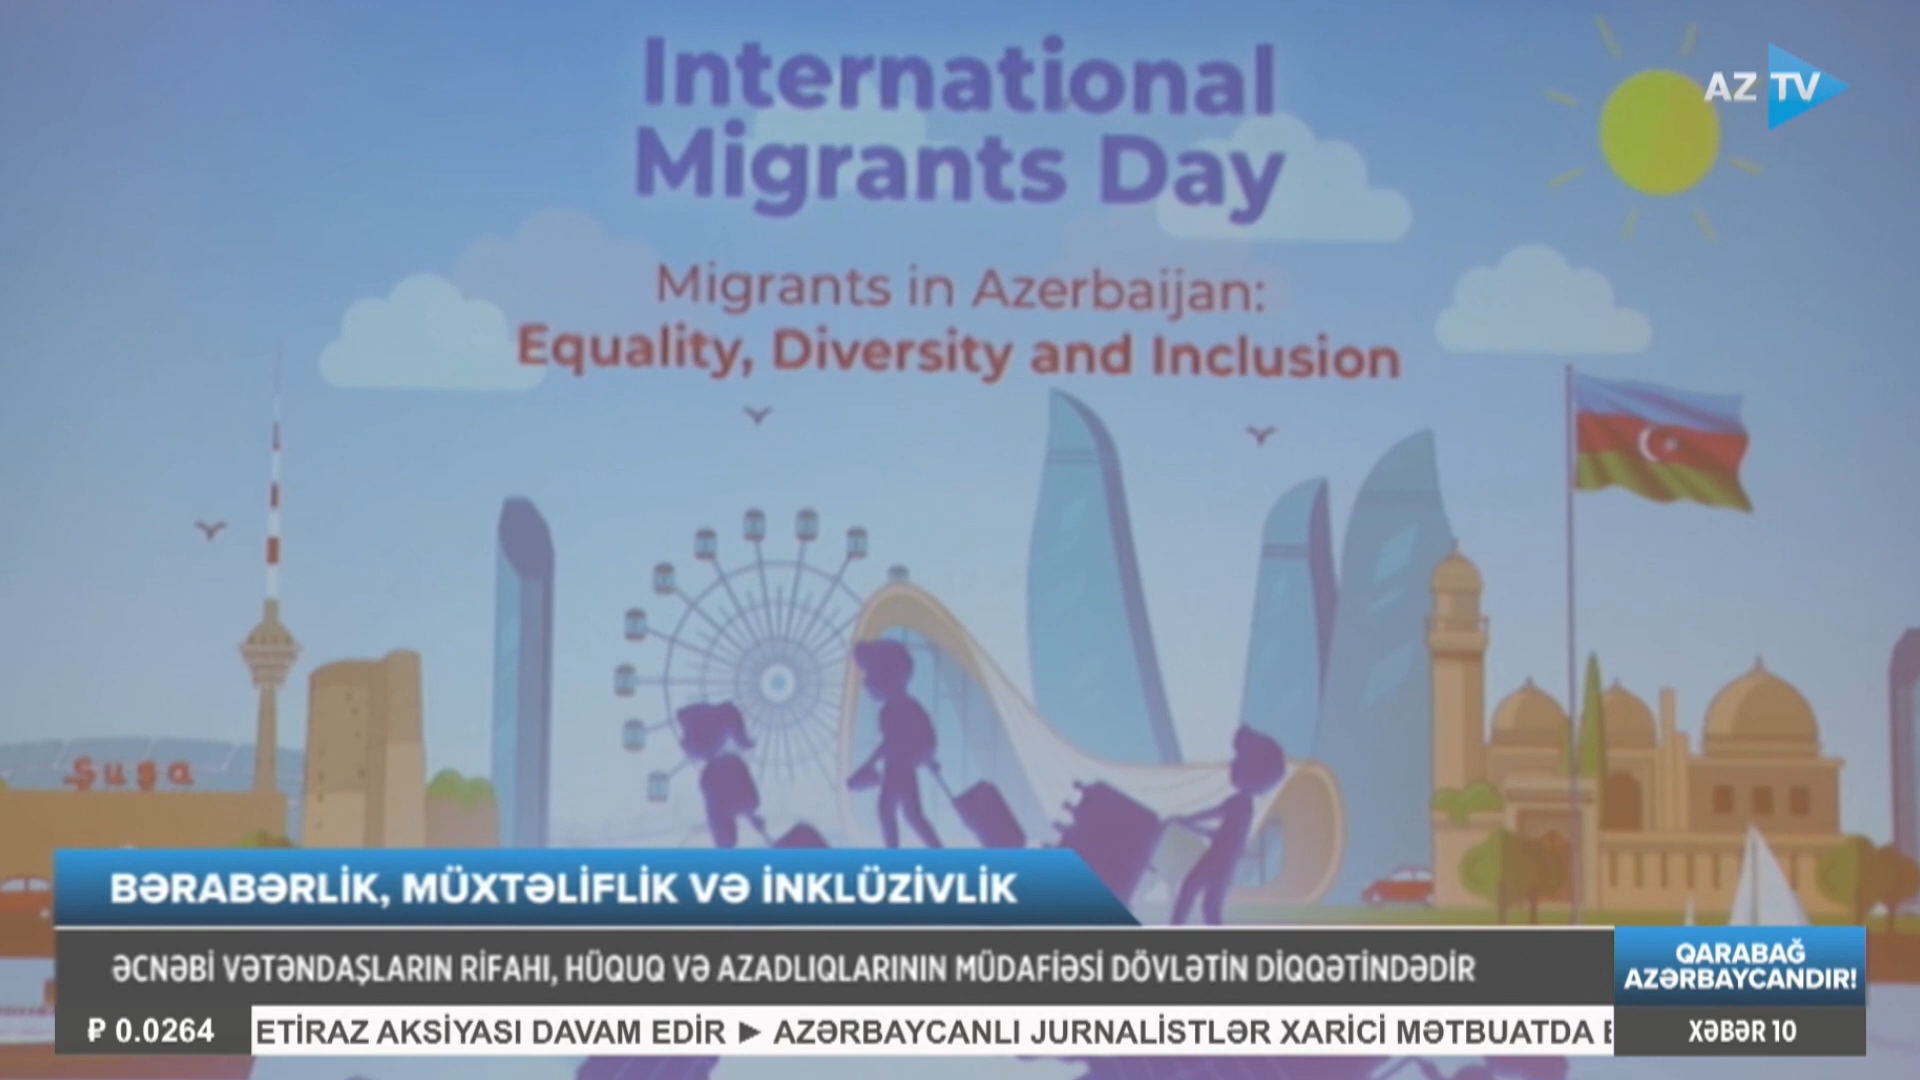 International
Migrants Day
AZ TV
Migrants in Azerbaijan:
Equality, Diversity and Inclusion
Şuşa
BƏRABƏRLİK, MÜXTƏLİFLİK VƏ İNKLÜZİVLİK
ƏCNƏBİ VƏTƏNDAŞLARIN RİFAHI, HÜQUQ VƏ AZADLIQLARININ MÜDAFİƏSİ DÖVLƏTİN DİQQƏTİNDƏDİR
QARABAĞ
AZƏRBAYCANDIR!
₽ 0.0264
ETİRAZ AKSİYASI DAVAM EDİR ► AZƏRBAYCANLI JURNALİSTLƏR XARİCİ MƏTBUATDA
XƏBƏR 10